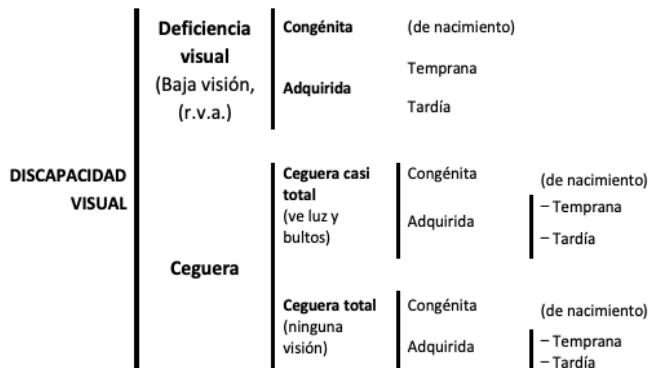 DISCAPACIDAD
VISUAL
Deficiencia
visual
(Baja visión,
(r.v.a.)
Congénita
(de nacimiento)
Adquirida
Temprana
Tardía
Ceguera
Ceguera casi
total
(ve luz y
bultos)
Congénita
(de nacimiento)
Adquirida
– Temprana
– Tardía
Ceguera total
(ninguna
visión)
Congénita
(de nacimiento)
Adquirida
– Temprana
– Tardía